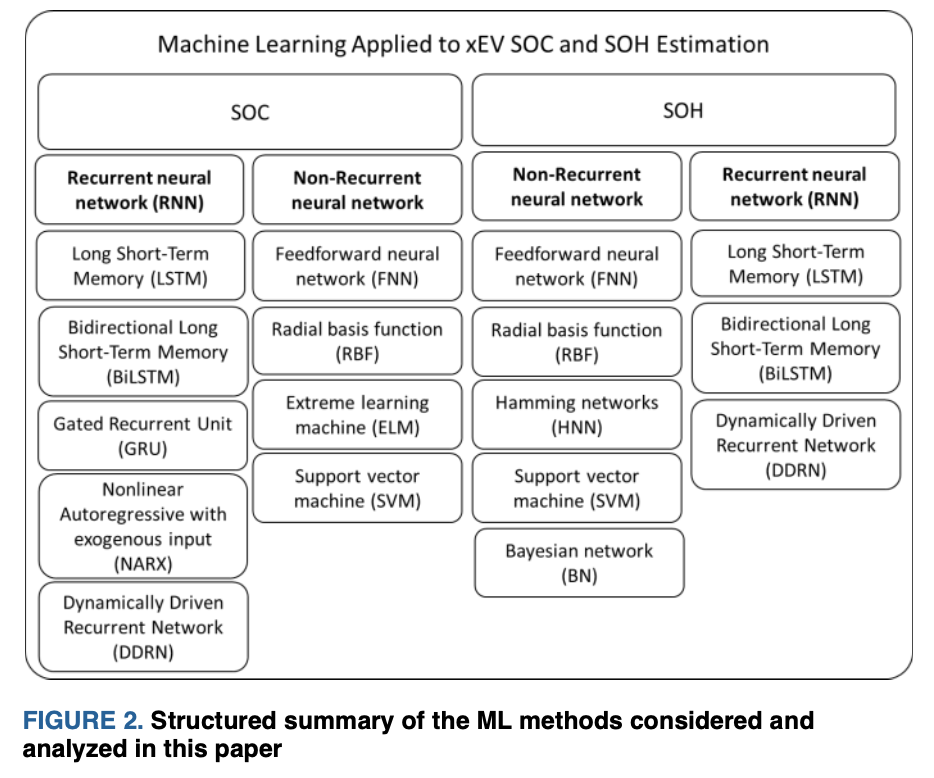 Machine Learning Applied to xEV SOC and SOH Estimation
SOC
SOH
Recurrent neural
network (RNN)
Long Short-Term
Memory (LSTM)
Bidirectional Long
Short-Term Memory
(BiLSTM)
Gated Recurrent Unit
(GRU)
Nonlinear
Autoregressive with
exogenous input
(NARX)
Dynamically Driven
Recurrent Network
(DDRN)
Non-Recurrent
neural network
Feedforward neural
network (FNN)
Radial basis function
(RBF)
Extreme learning
machine (ELM)
Support vector
machine (SVM)
Non-Recurrent
neural network
Feedforward neural
network (FNN)
Radial basis function
(RBF)
Hamming networks
(HNN)
Support vector
machine (SVM)
Bayesian network
(BN)
Recurrent neural
network (RNN)
Long Short-Term
Memory (LSTM)
Bidirectional Long
Short-Term Memory
(BiLSTM)
Dynamically Driven
Recurrent Network
(DDRN)
FIGURE 2. Structured summary of the ML methods considered and
analyzed in this paper